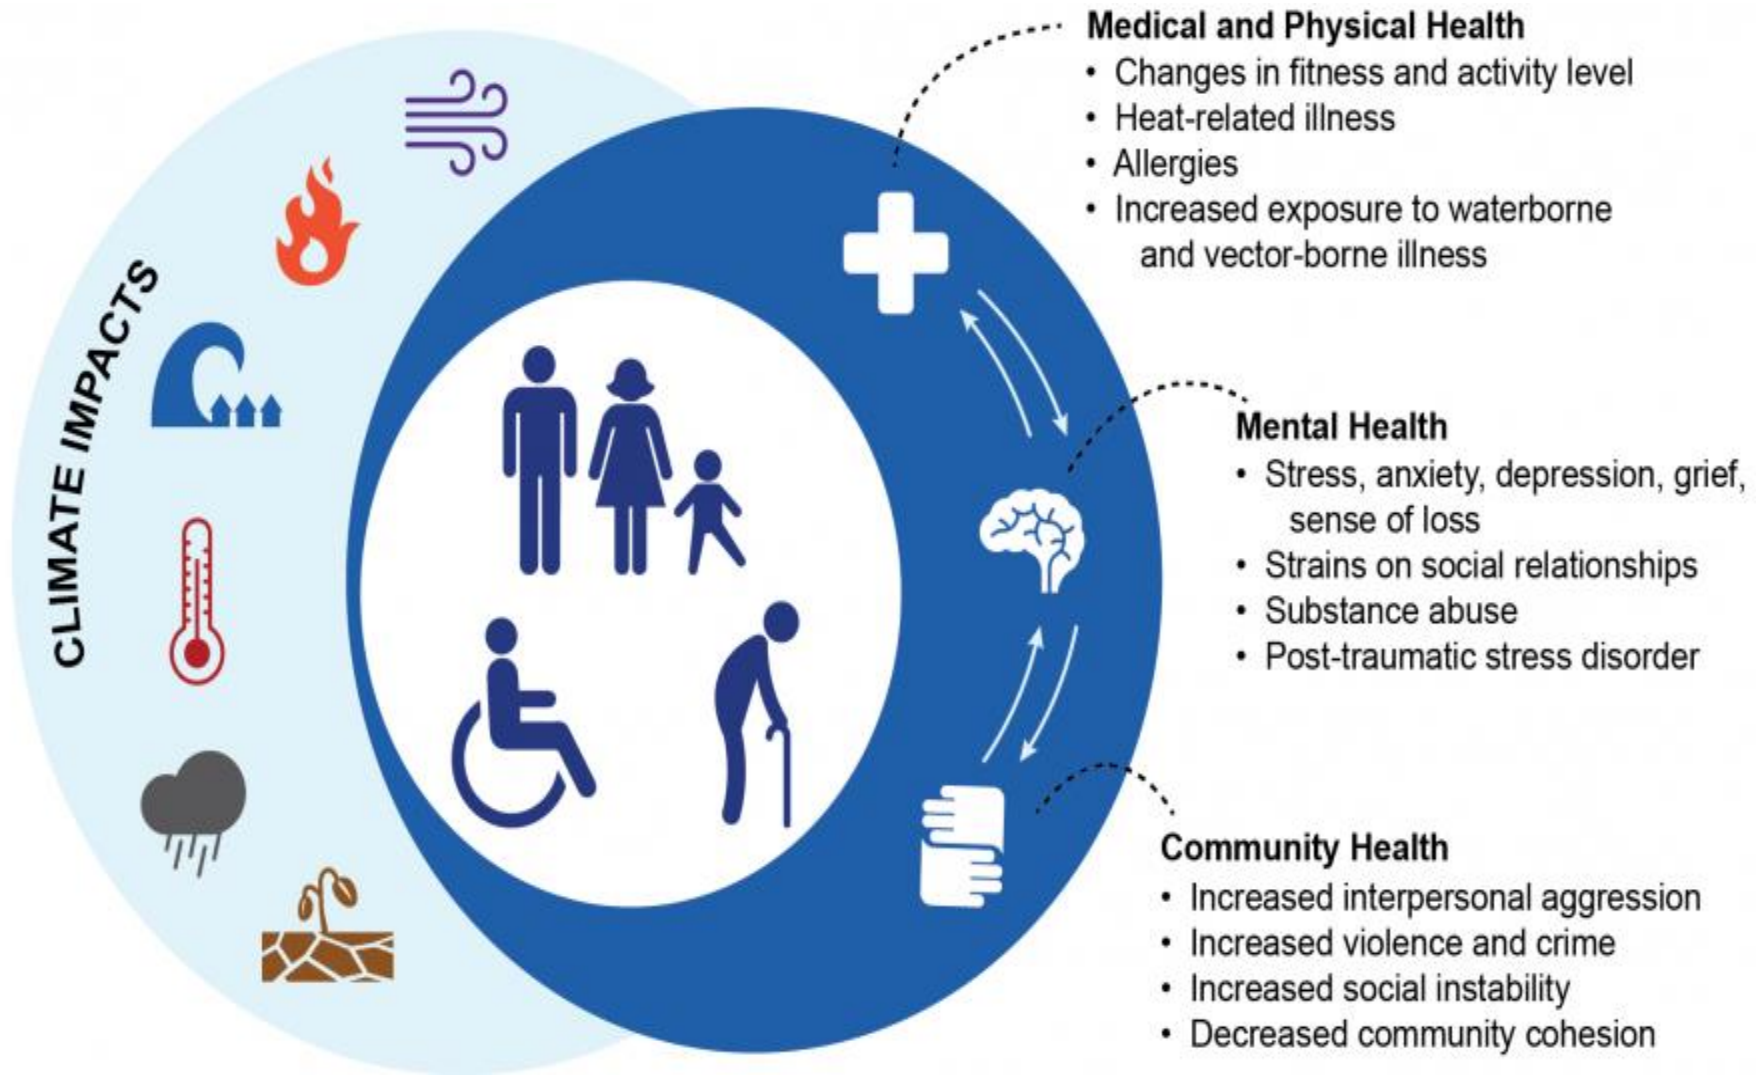 CLIMATE IMPACTS
Medical and Physical Health
• Changes in fitness and activity level
• Heat-related illness
• Allergies
• Increased exposure to waterborne
and vector-borne illness
Mental Health
• Stress, anxiety, depression, grief,
sense of loss
• Strains on social relationships
• Substance abuse
• Post-traumatic stress disorder
Community Health
• Increased interpersonal aggression
• Increased violence and crime
• Increased social instability
• Decreased community cohesion